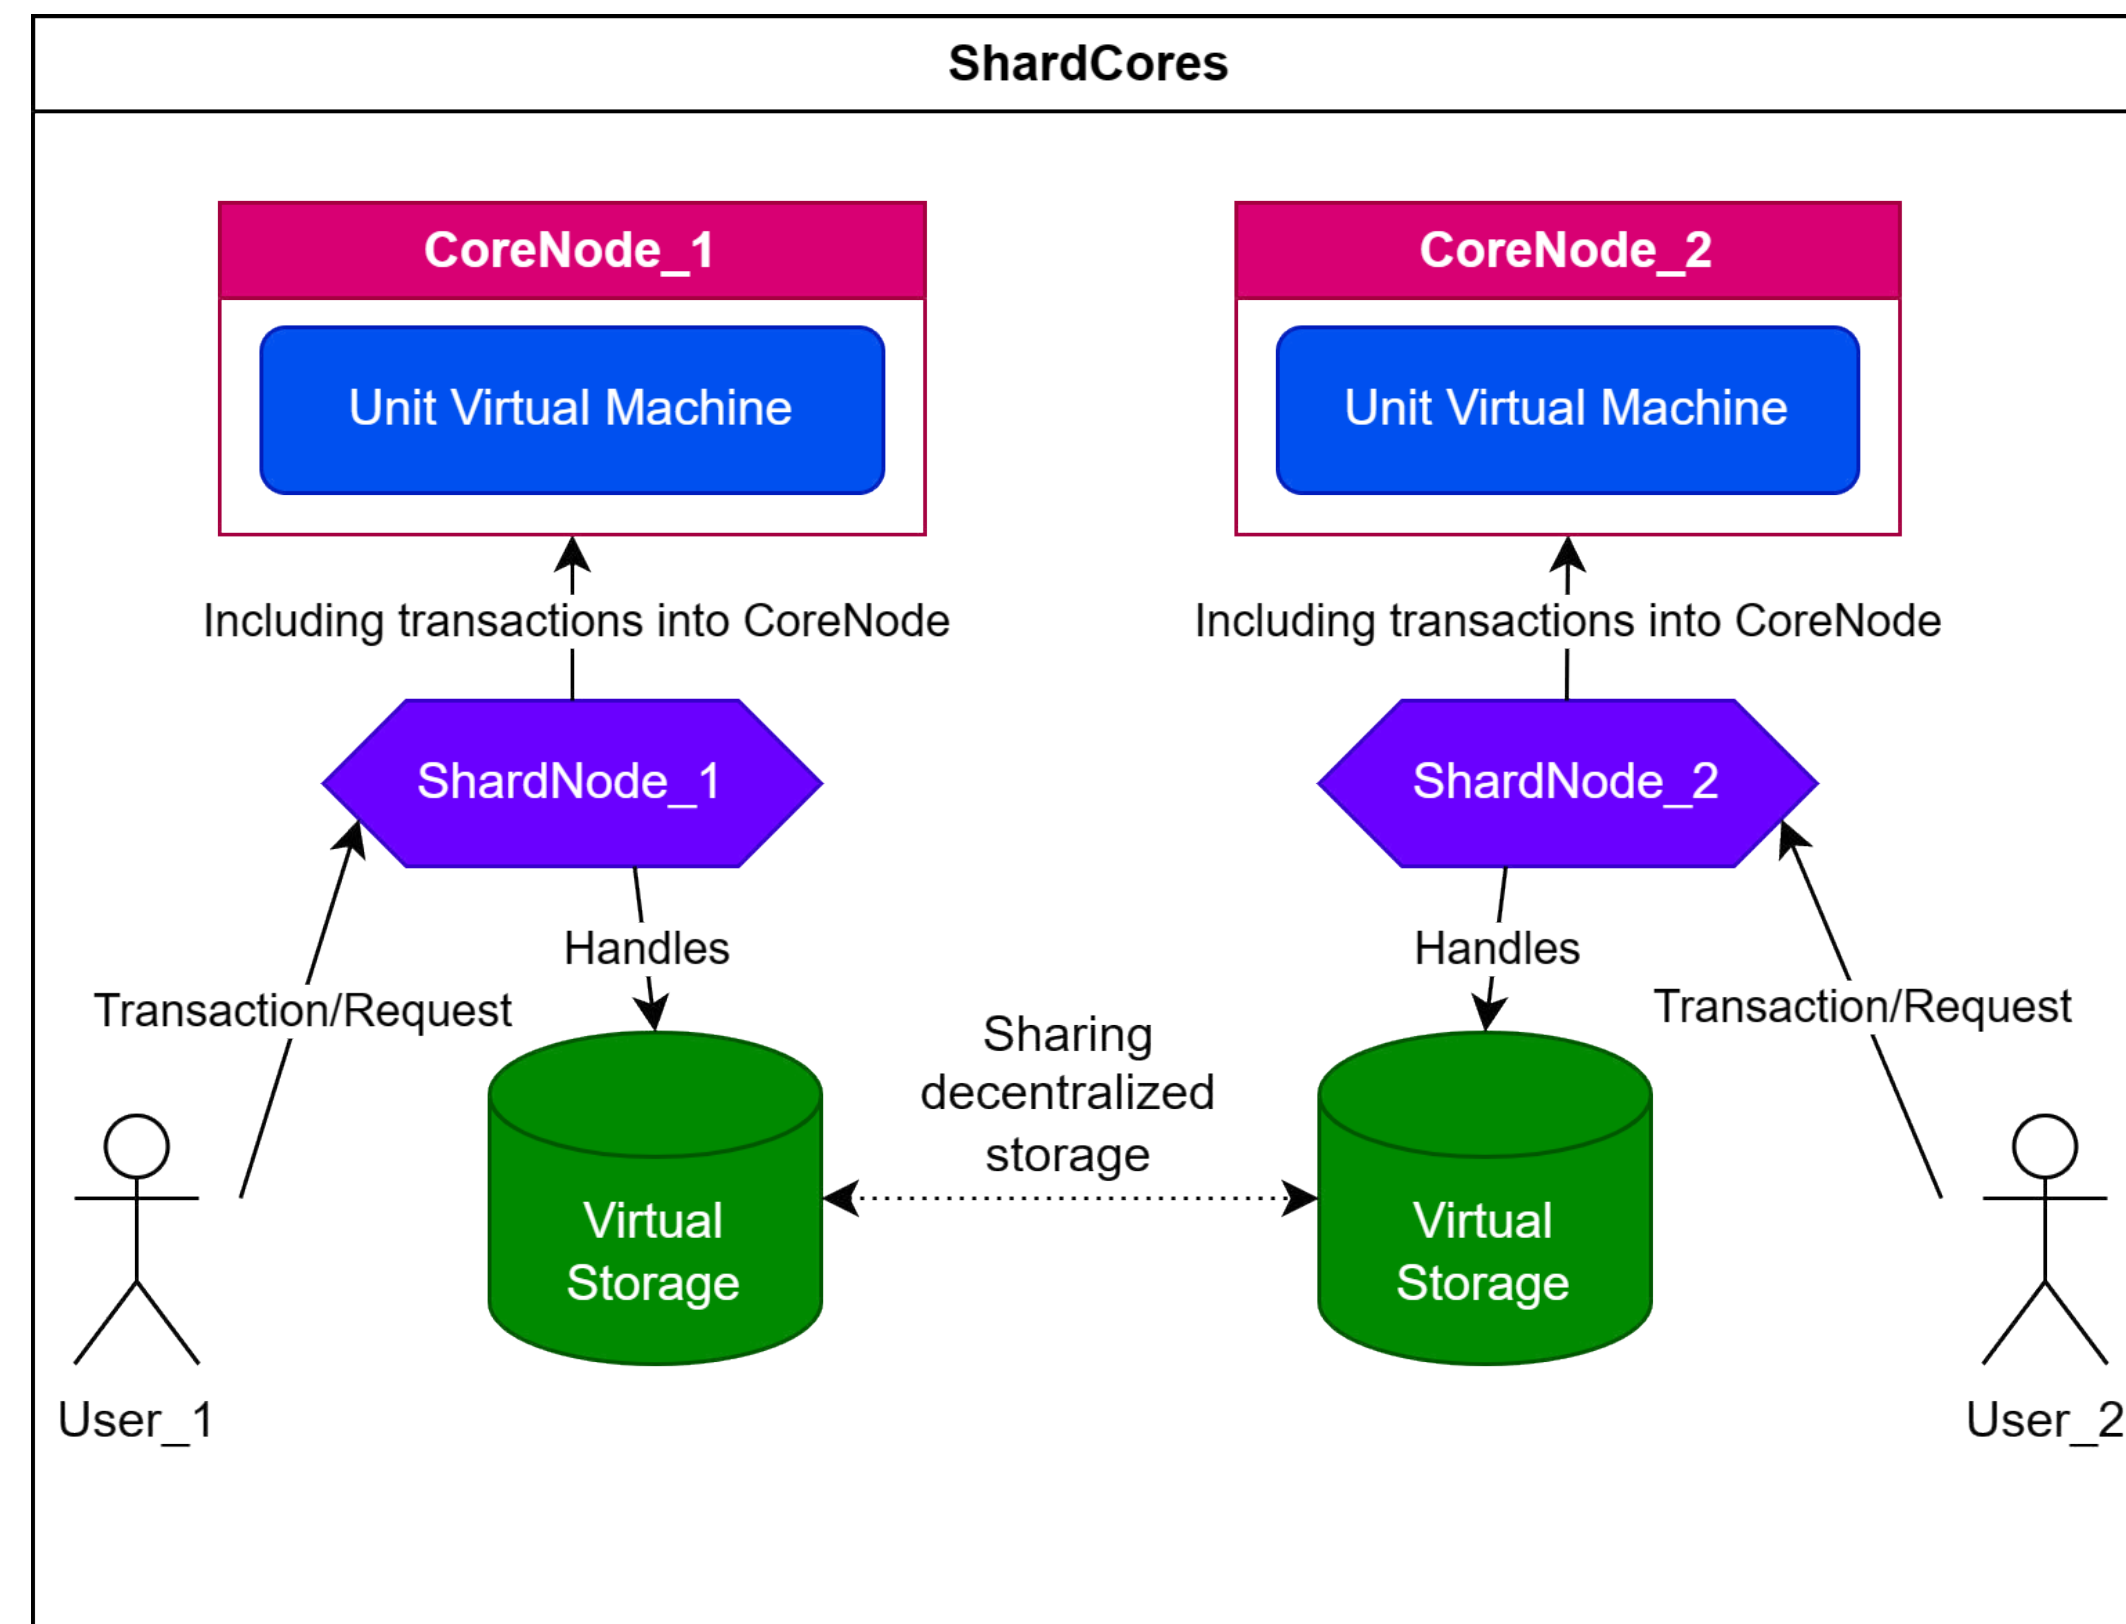 ShardCores
CoreNode_1
CoreNode_2
Unit Virtual Machine
Unit Virtual Machine
Including transactions into CoreNode
Including transactions into CoreNode
ShardNode_1
ShardNode_2
Handles
Handles
Transaction/Request
Transaction/Request
Sharing
decentralized
storage
Virtual
Storage
Virtual
Storage
User_1
User_2